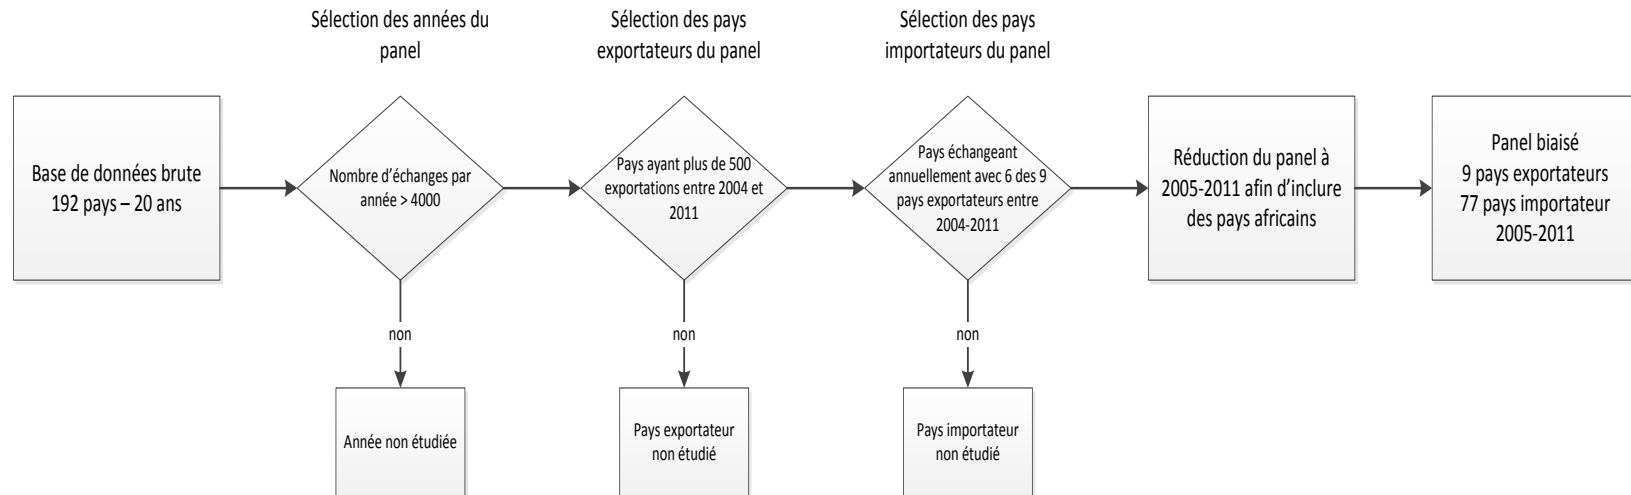 Sélection des années du
panel
Sélection des pays
exportateurs du panel
Sélection des pays
importateurs du panel
Base de données brute
192 pays – 20 ans
Nombre d’échanges par
année > 4000
Pays ayant plus de 500
exportations entre 2004 et
2011
Pays échangeant
annuellement avec 6 des 9
pays exportateurs entre
2004-2011
Réduction du panel à
2005-2011 afin d’inclure
des pays africains
Panel biaisé
9 pays exportateurs
77 pays importateur
2005-2011
non
non
non
Année non étudiée
Pays exportateur
non étudié
Pays importateur
non étudié